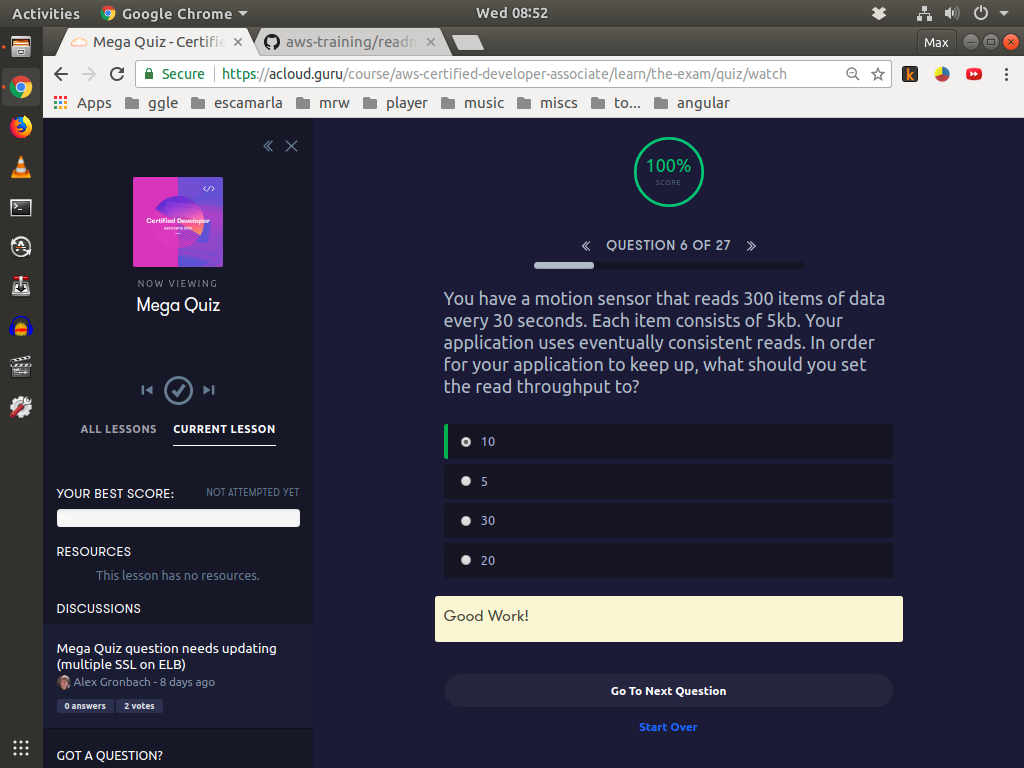 Activities
Google Chrome
Wed 08:52
Mega Quiz - Certifie
aws-training/readm
Max
Secure
https://acloud.guru/course/aws-certified-developer-associate/learn/the-exam/quiz/watch
Apps
ggle
escamarla
mrw
player
music
miscs
to...
angular
</>
Certified Developer
NOW VIEWING
Mega Quiz
ALL LESSONS
CURRENT LESSON
YOUR BEST SCORE:
NOT ATTEMPTED YET
RESOURCES
This lesson has no resources.
DISCUSSIONS
Mega Quiz question needs updating
(multiple SSL on ELB)
Alex Gronbach - 8 days ago
0 answers
2 votes
GOT A QUESTION?
100%
SCORE
QUESTION 6 OF 27
You have a motion sensor that reads 300 items of data
every 30 seconds. Each item consists of 5kb. Your
application uses eventually consistent reads. In order
for your application to keep up, what should you set
the read throughput to?
10
5
30
20
Good Work!
Go To Next Question
Start Over